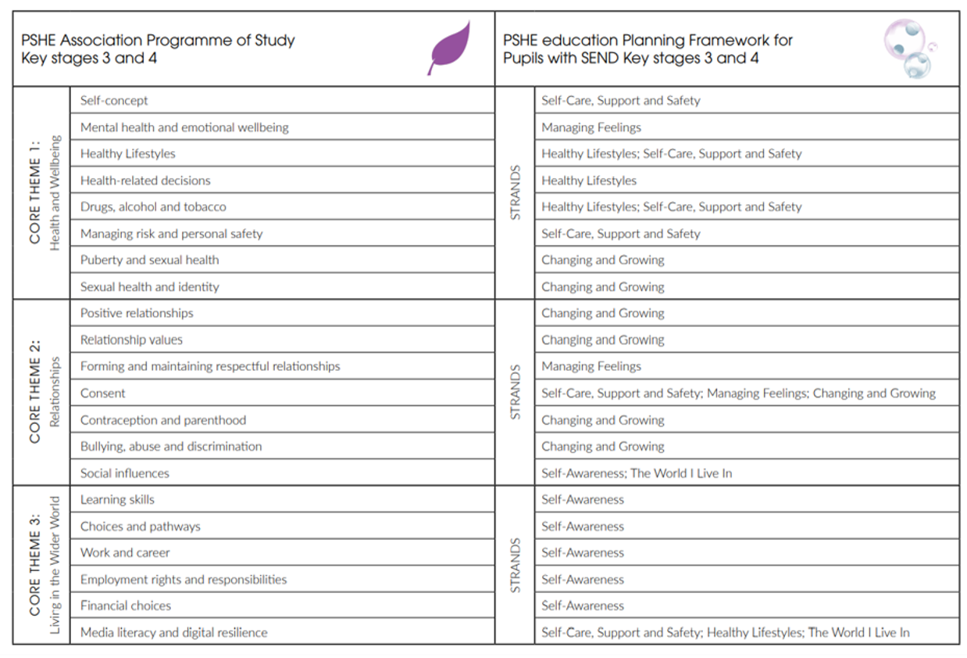 PSHE Association Programme of Study
Key stages 3 and 4
PSHE education Planning Framework for
Pupils with SEND Key stages 3 and 4
CORE THEME 1:
Health and Wellbeing
STRANDS
Self-concept
Self-Care, Support and Safety
Mental health and emotional wellbeing
Managing Feelings
Healthy Lifestyles
Healthy Lifestyles; Self-Care, Support and Safety
Health-related decisions
Healthy Lifestyles
Drugs, alcohol and tobacco
Healthy Lifestyles; Self-Care, Support and Safety
Managing risk and personal safety
Self-Care, Support and Safety
Puberty and sexual health
Changing and Growing
Sexual health and identity
Changing and Growing
CORE THEME 2:
Relationships
STRANDS
Positive relationships
Changing and Growing
Relationship values
Changing and Growing
Forming and maintaining respectful relationships
Managing Feelings
Consent
Self-Care, Support and Safety; Managing Feelings; Changing and Growing
Contraception and parenthood
Changing and Growing
Bullying, abuse and discrimination
Changing and Growing
Social influences
Self-Awareness; The World I Live In
CORE THEME 3:
Living in the Wider World
STRANDS
Learning skills
Self-Awareness
Choices and pathways
Self-Awareness
Work and career
Self-Awareness
Employment rights and responsibilities
Self-Awareness
Financial choices
Self-Awareness
Media literacy and digital resilience
Self-Care, Support and Safety; Healthy Lifestyles; The World I Live In